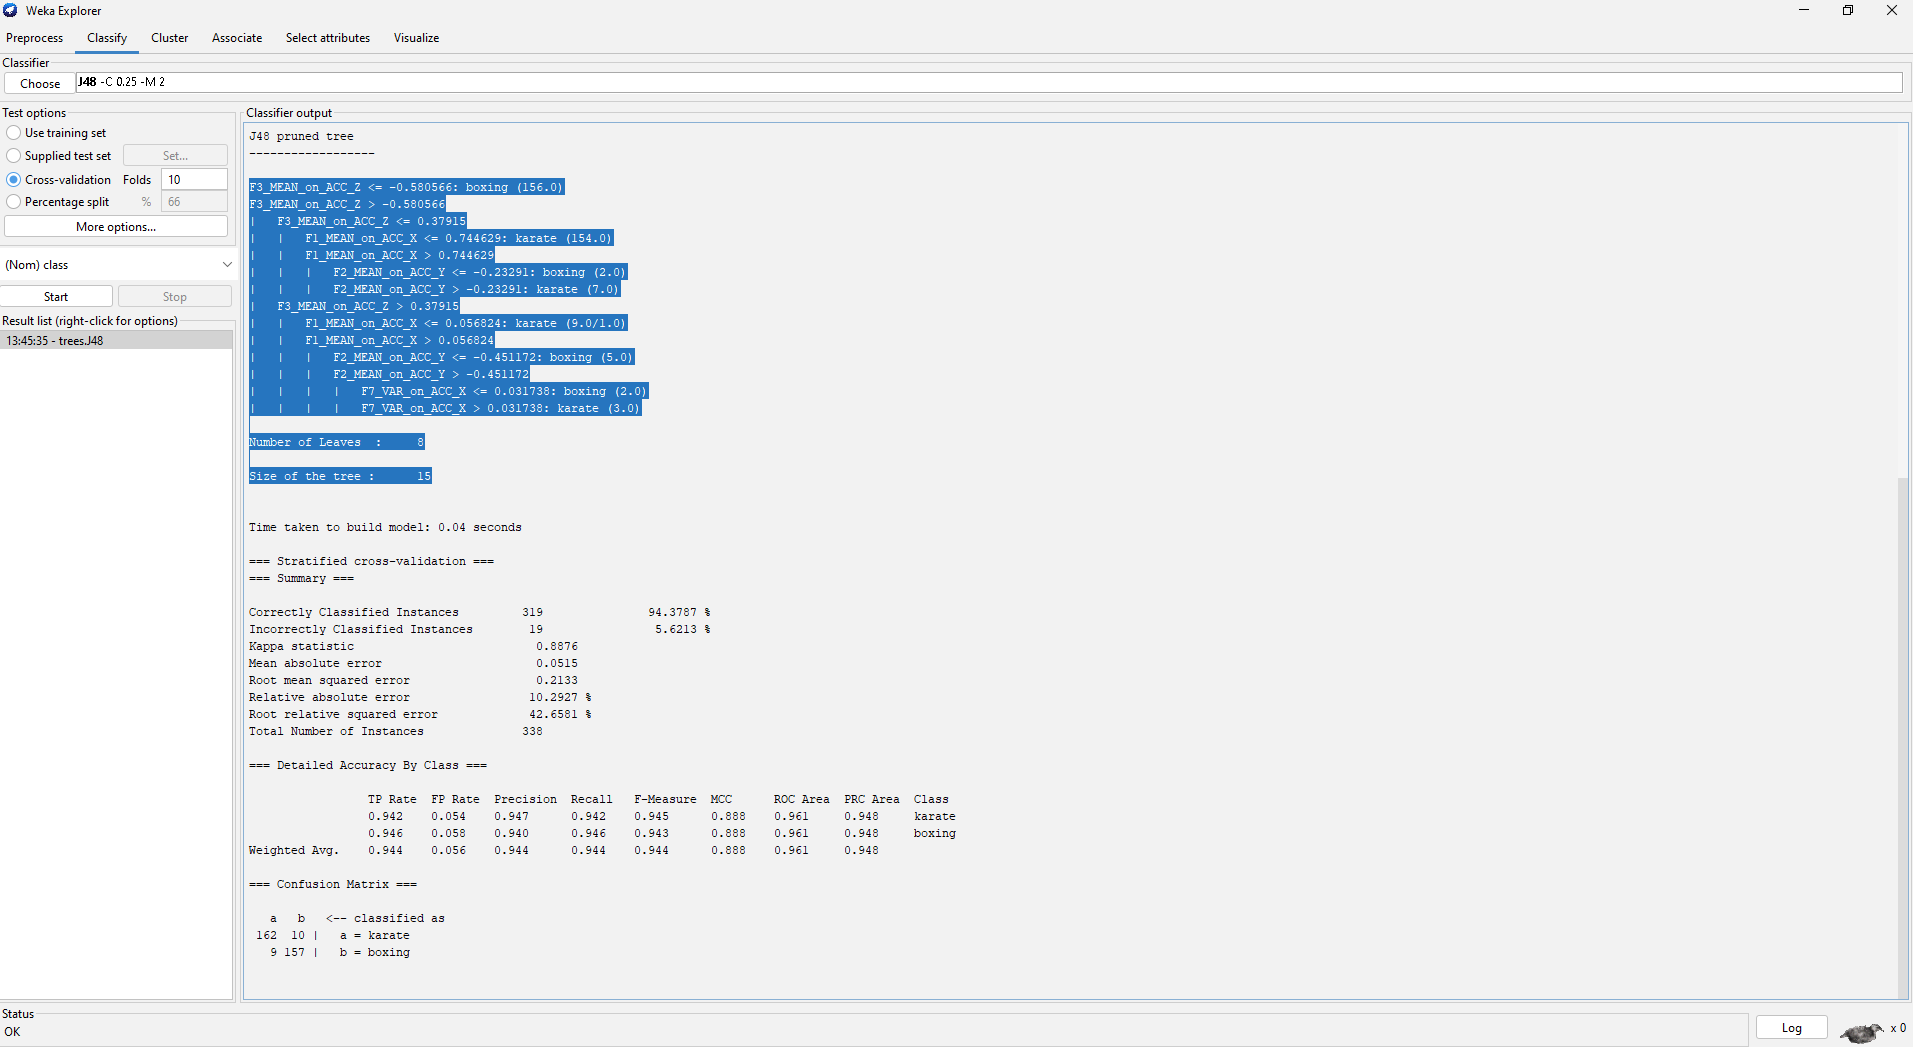 Weka Explorer
Preprocess Classify Cluster Associate Select attributes Visualize
Classifier
Choose J48 -C 0.25 -M 2
Test options
Use training set
Supplied test set Set...
Cross-validation Folds 10
Percentage split % 66
More options...
(Nom) class
Start Stop
Result list (right-click for options)
13:45:35 - trees.J48
Classifier output
J48 pruned tree
------------------
F3_MEAN_on_ACC_Z <= -0.580566: boxing (156.0)
F3_MEAN_on_ACC_Z > -0.580566
|   F3_MEAN_on_ACC_Z <= 0.37915
|   |   F1_MEAN_on_ACC_X <= 0.744629: karate (154.0)
|   |   F1_MEAN_on_ACC_X > 0.744629
|   |   |   F2_MEAN_on_ACC_Y <= -0.23291: boxing (2.0)
|   |   |   F2_MEAN_on_ACC_Y > -0.23291: karate (7.0)
|   F3_MEAN_on_ACC_Z > 0.37915
|   |   F1_MEAN_on_ACC_X <= 0.056824: karate (9.0/1.0)
|   |   F1_MEAN_on_ACC_X > 0.056824
|   |   |   F2_MEAN_on_ACC_Y <= -0.451172: boxing (5.0)
|   |   |   F2_MEAN_on_ACC_Y > -0.451172
|   |   |   |   F7_VAR_on_ACC_X <= 0.031738: boxing (2.0)
|   |   |   |   F7_VAR_on_ACC_X > 0.031738: karate (3.0)
Number of Leaves  :     8
Size of the tree :      15
Time taken to build model: 0.04 seconds
=== Stratified cross-validation ===
=== Summary ===
Correctly Classified Instances         319               94.3787 %
Incorrectly Classified Instances        19                5.6213 %
Kappa statistic                          0.8876
Mean absolute error                      0.0515
Root mean squared error                  0.2133
Relative absolute error                 10.2927 %
Root relative squared error             42.6581 %
Total Number of Instances              338
=== Detailed Accuracy By Class ===
TP Rate  FP Rate  Precision  Recall   F-Measure  MCC      ROC Area  PRC Area  Class
0.942    0.054    0.947      0.942    0.945      0.888    0.961     0.948     karate
0.946    0.058    0.940      0.946    0.943      0.888    0.961     0.948     boxing
Weighted Avg.    0.944    0.056    0.944      0.944    0.944      0.888    0.961     0.948
=== Confusion Matrix ===
a   b   <-- classified as
162  10 |   a = karate
9 157 |   b = boxing
Status
OK
Log x 0